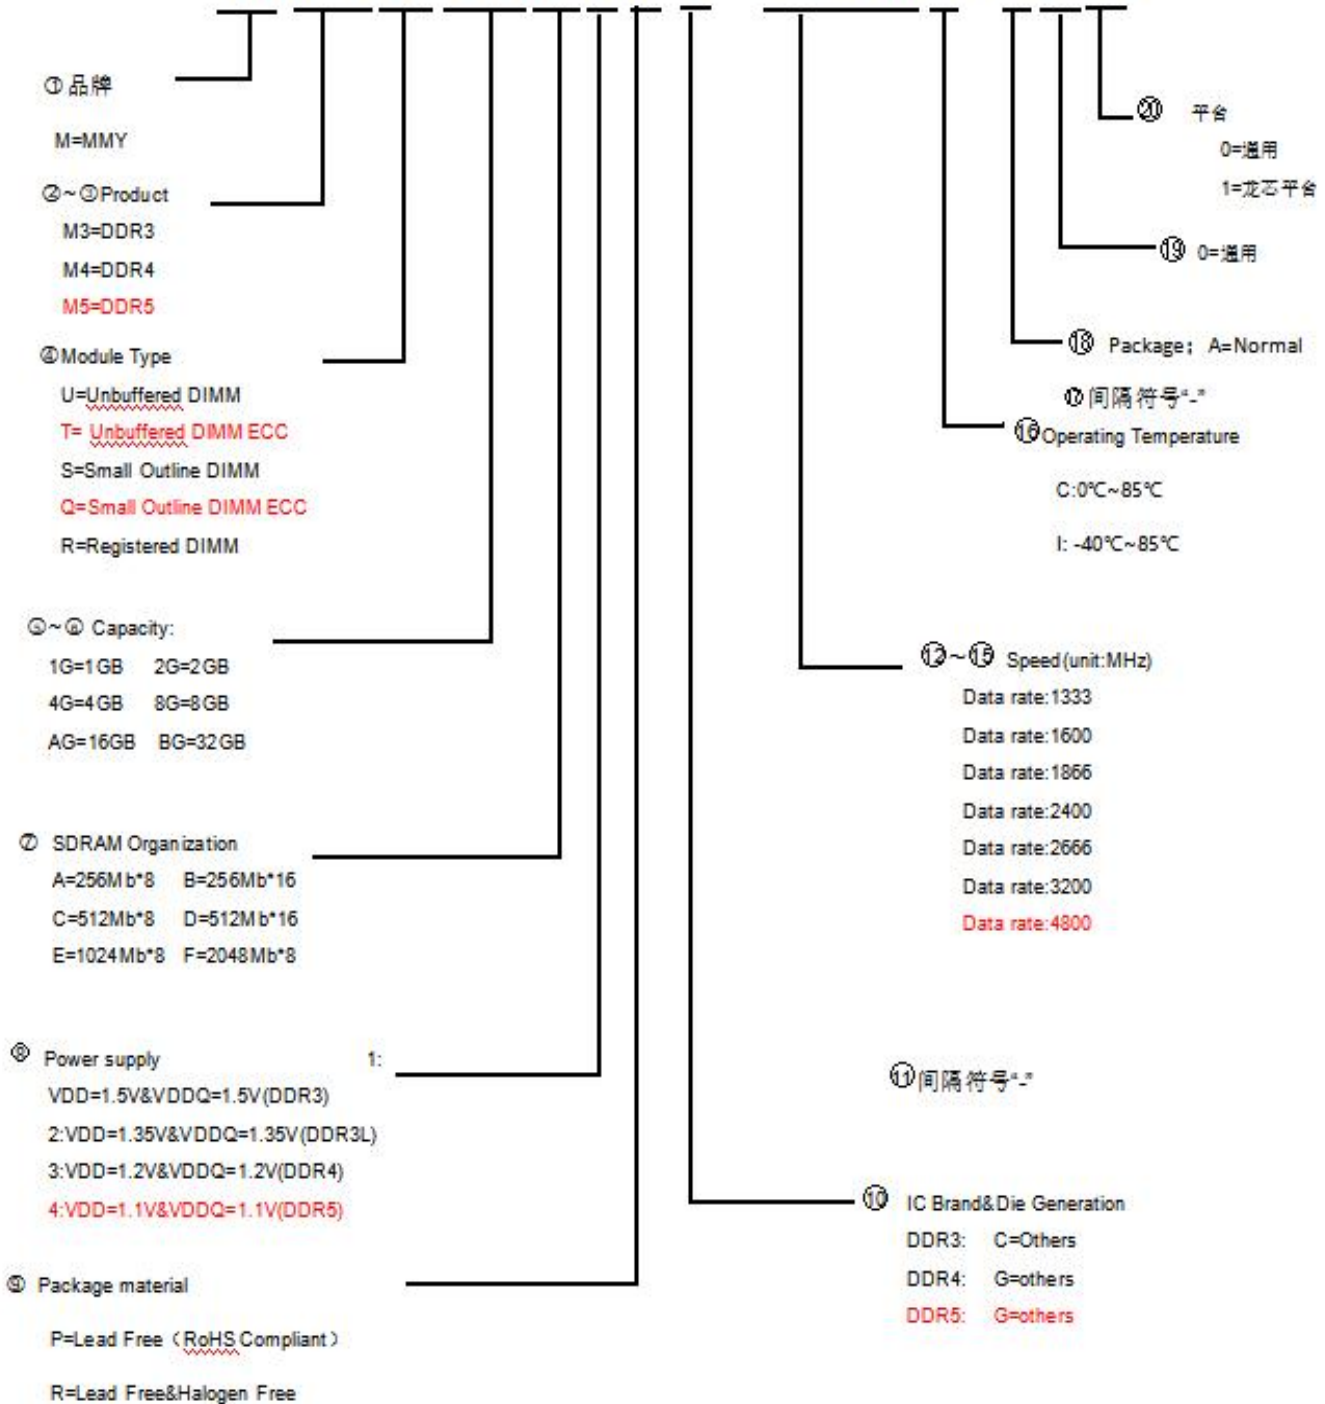 ①品牌
M=MMY
②~③Product
M3=DDR3
M4=DDR4
M5=DDR5
④Module Type
U=Unbuffered DIMM
T= Unbuffered DIMM ECC
S=Small Outline DIMM
Q=Small Outline DIMM ECC
R=Registered DIMM
⑤~⑥ Capacity:
1G=1GB 2G=2GB
4G=4GB 8G=8GB
AG=16GB BG=32GB
⑦ SDRAM Organization
A=256Mb*8 B=256Mb*16
C=512Mb*8 D=512Mb*16
E=1024Mb*8 F=2048Mb*8
⑧ Power supply 1:
VDD=1.5V&VDDQ=1.5V(DDR3)
2:VDD=1.35V&VDDQ=1.35V(DDR3L)
3:VDD=1.2V&VDDQ=1.2V(DDR4)
4:VDD=1.1V&VDDQ=1.1V(DDR5)
⑨ Package material
P=Lead Free（RoHS Compliant）
R=Lead Free&Halogen Free
⑳ 平台
0=通用
1=龙芯平台
⑲ 0=通用
⑱ Package；A=Normal
⑰间隔符号“-”
⑯Operating Temperature
C:0℃~85℃
I: -40℃~85℃
⑫~⑮ Speed(unit:MHz)
Data rate:1333
Data rate:1600
Data rate:1866
Data rate:2400
Data rate:2666
Data rate:3200
Data rate:4800
⑪间隔符号“-”
⑩ IC Brand&Die Generation
DDR3: C=Others
DDR4: G=others
DDR5: G=others